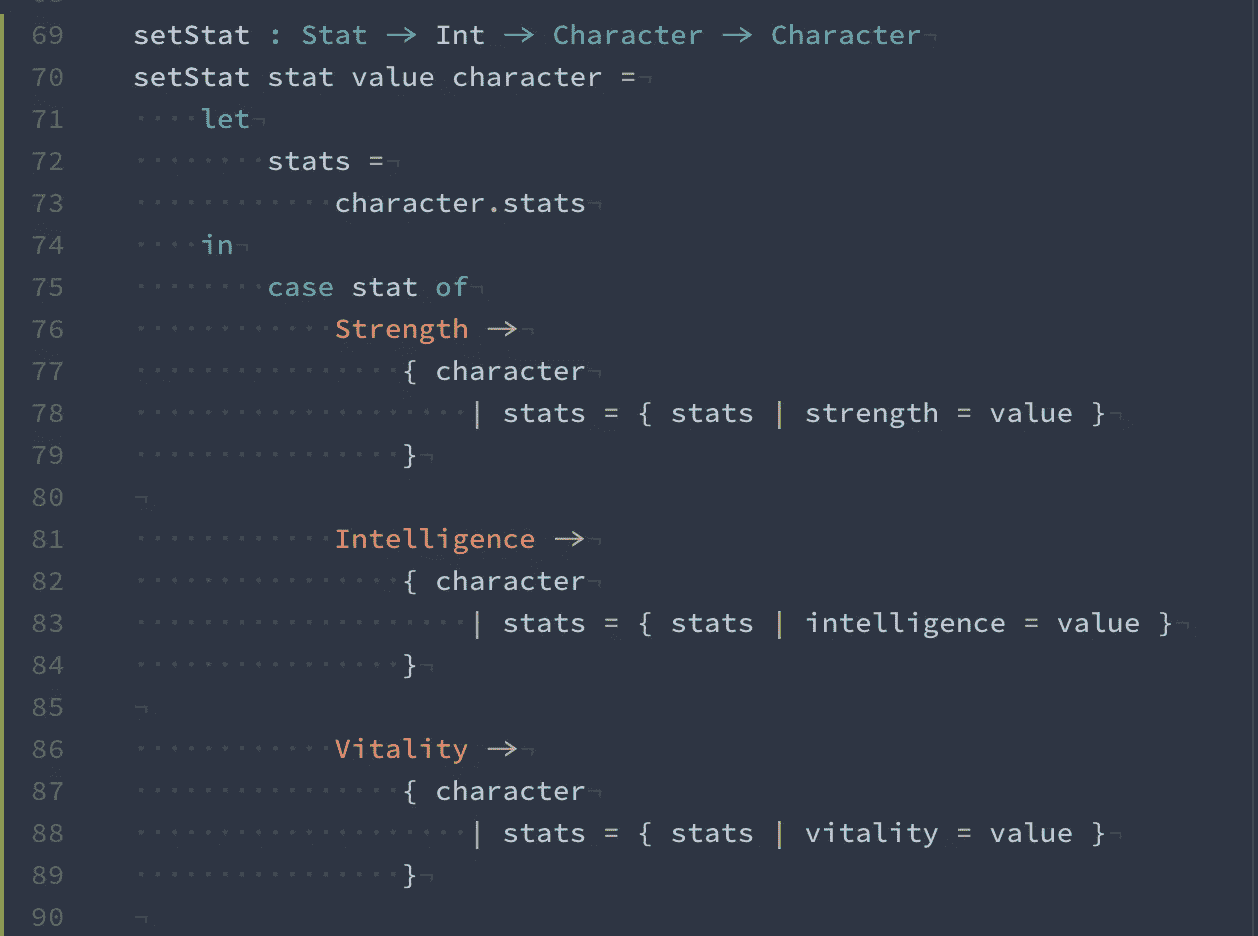 69 setStat : Stat → Int → Character → Character¬
70 setStat stat value character =¬
71 ····let¬
72 ········stats =¬
73 ············character.stats¬
74 ····in¬
75 ········case stat of¬
76 ············Strength →¬
77 ················{ character¬
78 ····················| stats = { stats | strength = value }¬
79 ················}¬
80 ¬
81 ············Intelligence →¬
82 ················{ character¬
83 ····················| stats = { stats | intelligence = value }¬
84 ················}¬
85 ¬
86 ············Vitality →¬
87 ················{ character¬
88 ····················| stats = { stats | vitality = value }¬
89 ················}¬
90 ¬